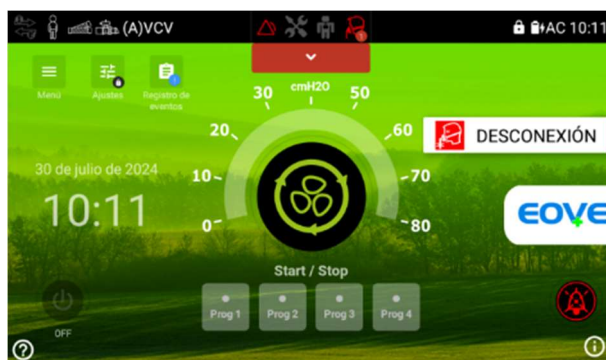 (A)VCV
AC 10:11
Menú
Ajustes
Registro de
eventos
1
1
cmH2O
0
10
20
30
50
60
70
80
DESCONEXIÓN
30 de julio de 2024
10:11
EOVE
Start / Stop
Prog 1
Prog 2
Prog 3
Prog 4
OFF
?
i